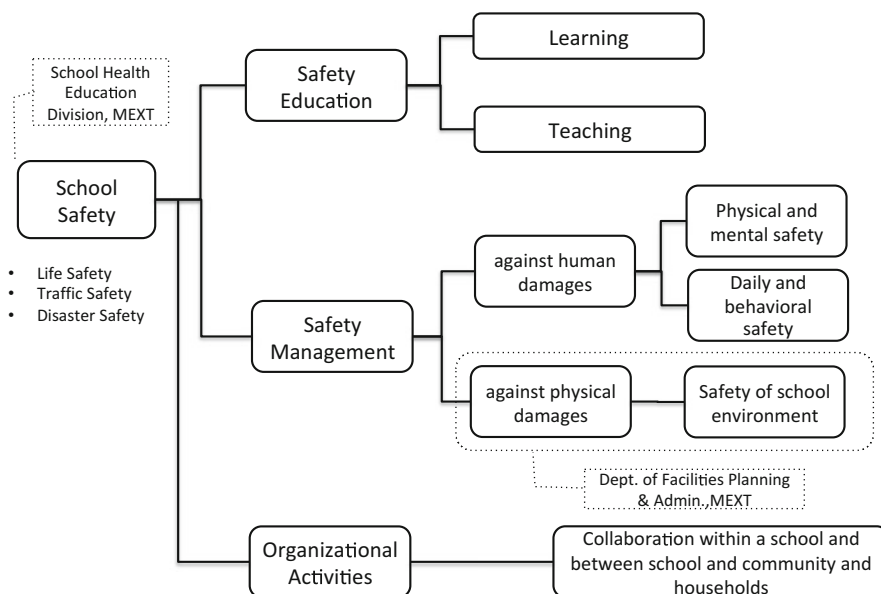 School Health
Education
Division, MEXT
School
Safety
• Life Safety
• Traffic Safety
• Disaster Safety
Safety
Education
Learning
Teaching
Safety
Management
against human
damages
Physical and
mental safety
Daily and
behavioral
safety
against physical
damages
Safety of school
environment
Dept. of Facilities Planning
& Admin.,MEXT
Organizational
Activities
Collaboration within a school and
between school and community and
households